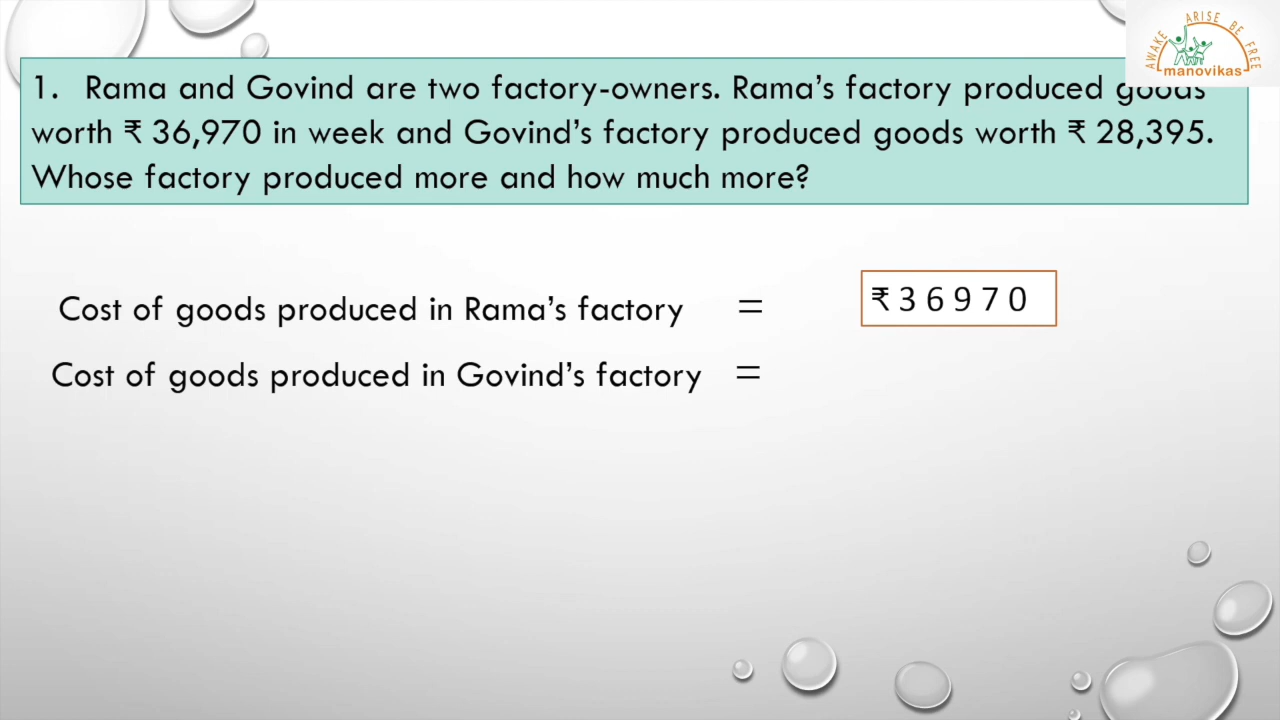 AWAKE ARISE BE FREE
manovikas
1. Rama and Govind are two factory-owners. Rama’s factory produced goods
worth ₹ 36,970 in week and Govind’s factory produced goods worth ₹ 28,395.
Whose factory produced more and how much more?
Cost of goods produced in Rama’s factory = ₹ 3 6 9 7 0
Cost of goods produced in Govind’s factory =